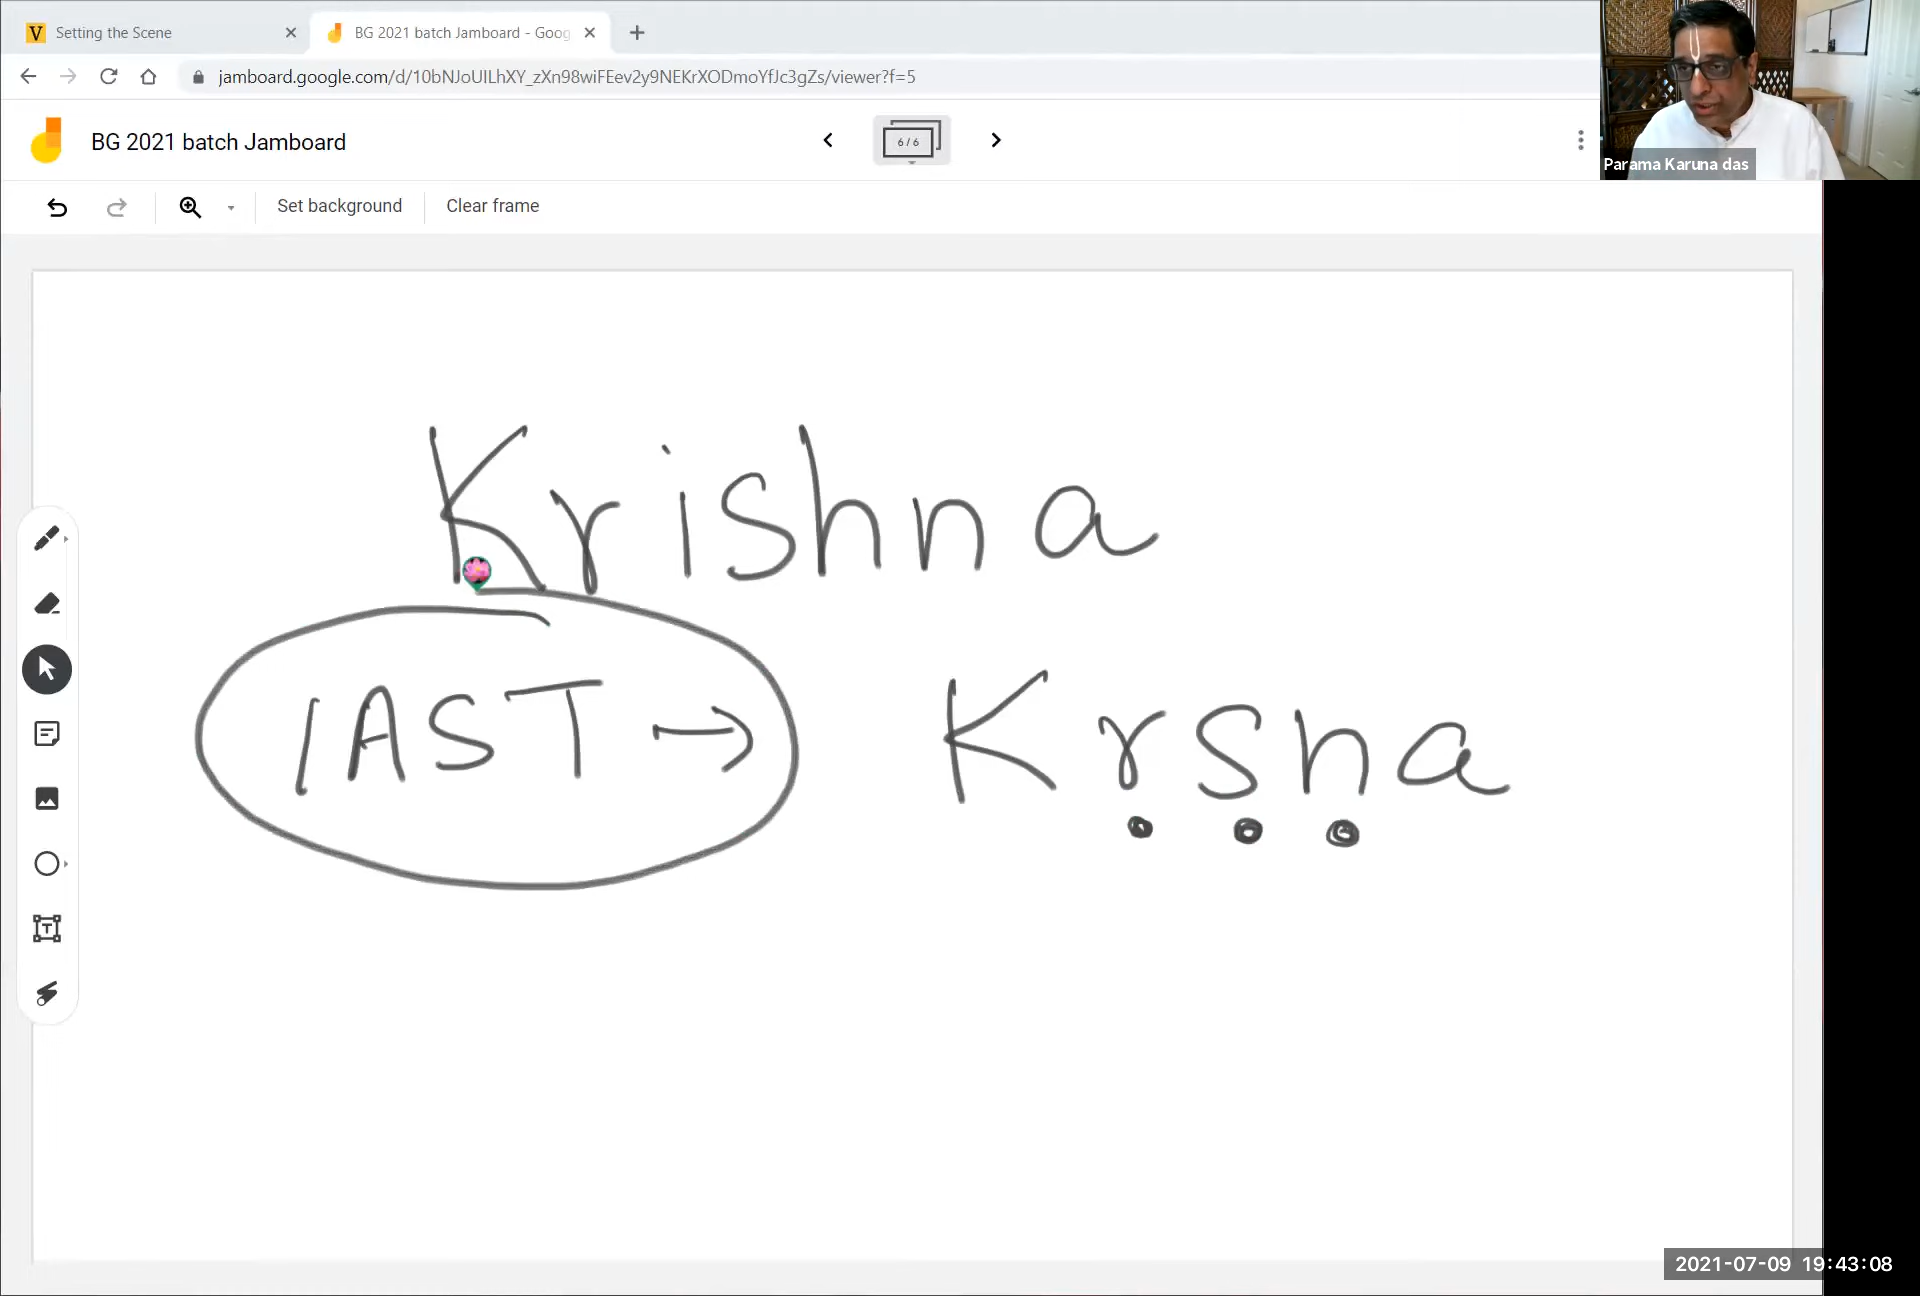 Setting the Scene
BG 2021 batch Jamboard - Goog
jamboard.google.com/d/10bNJoUILhXY_zXn98wiFEev2y9NEKrXODmoYfJc3gZs/viewer?f=5
BG 2021 batch Jamboard
6 / 6
Parama Karuna das
Set background
Clear frame
Krishna
IAST → Kṛṣṇa
2021-07-09 19:43:08